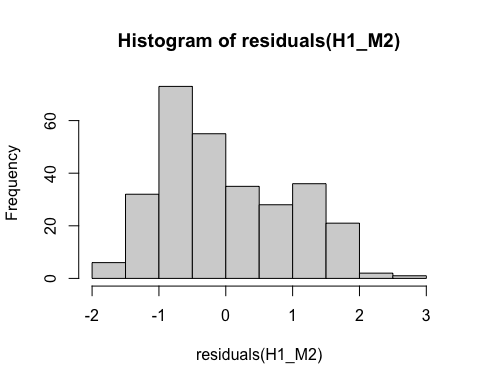 Histogram of residuals(H1_M2)
Frequency
60
40
20
0
-2 -1 0 1 2 3
residuals(H1_M2)